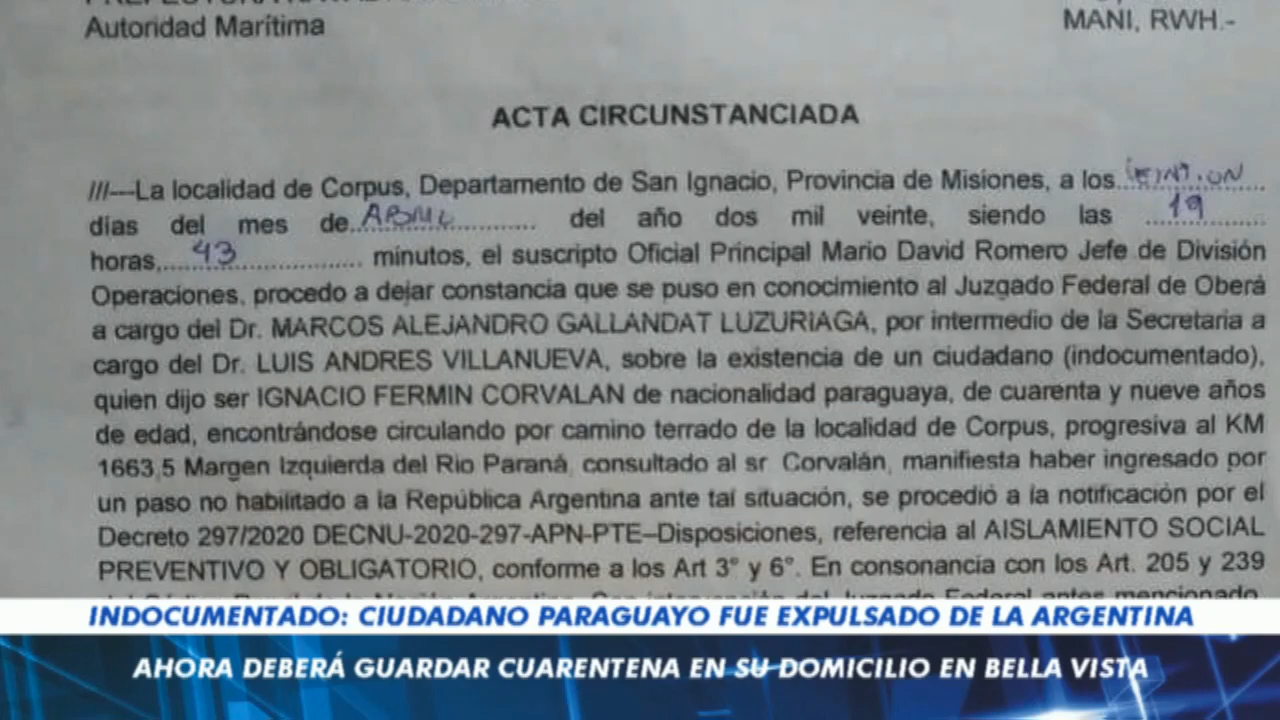 Autoridad Marítima
MANI, RWH.-
ACTA CIRCUNSTANCIADA
///---La localidad de Corpus, Departamento de San Ignacio, Provincia de Misiones, a los
días del mes de ABRIL del año dos mil veinte, siendo las 19
horas, 43 minutos, el suscripto Oficial Principal Mario David Romero Jefe de División
Operaciones, procedo a dejar constancia que se puso en conocimiento al Juzgado Federal de Oberá
a cargo del Dr. MARCOS ALEJANDRO GALLANDAT LUZURIAGA, por intermedio de la Secretaria a
cargo del Dr. LUIS ANDRES VILLANUEVA, sobre la existencia de un ciudadano (indocumentado),
quien dijo ser IGNACIO FERMIN CORVALAN de nacionalidad paraguaya, de cuarenta y nueve años
de edad, encontrándose circulando por camino terrado de la localidad de Corpus, progresiva al KM
1663,5 Margen Izquierda del Rio Paraná, consultado al sr. Corvalán, manifiesta haber ingresado por
un paso no habilitado a la República Argentina ante tal situación, se procedió a la notificación por el
Decreto 297/2020 DECNU-2020-297-APN-PTE–Disposiciones, referencia al AISLAMIENTO SOCIAL
PREVENTIVO Y OBLIGATORIO, conforme a los Art 3° y 6°. En consonancia con los Art. 205 y 239
INDOCUMENTADO: CIUDADANO PARAGUAYO FUE EXPULSADO DE LA ARGENTINA
AHORA DEBERÁ GUARDAR CUARENTENA EN SU DOMICILIO EN BELLA VISTA